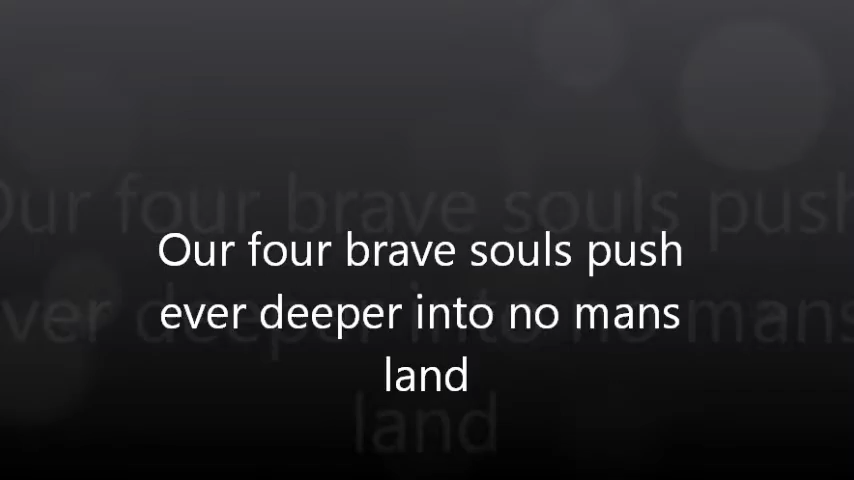 Our four brave souls push
ever deeper into no mans
land